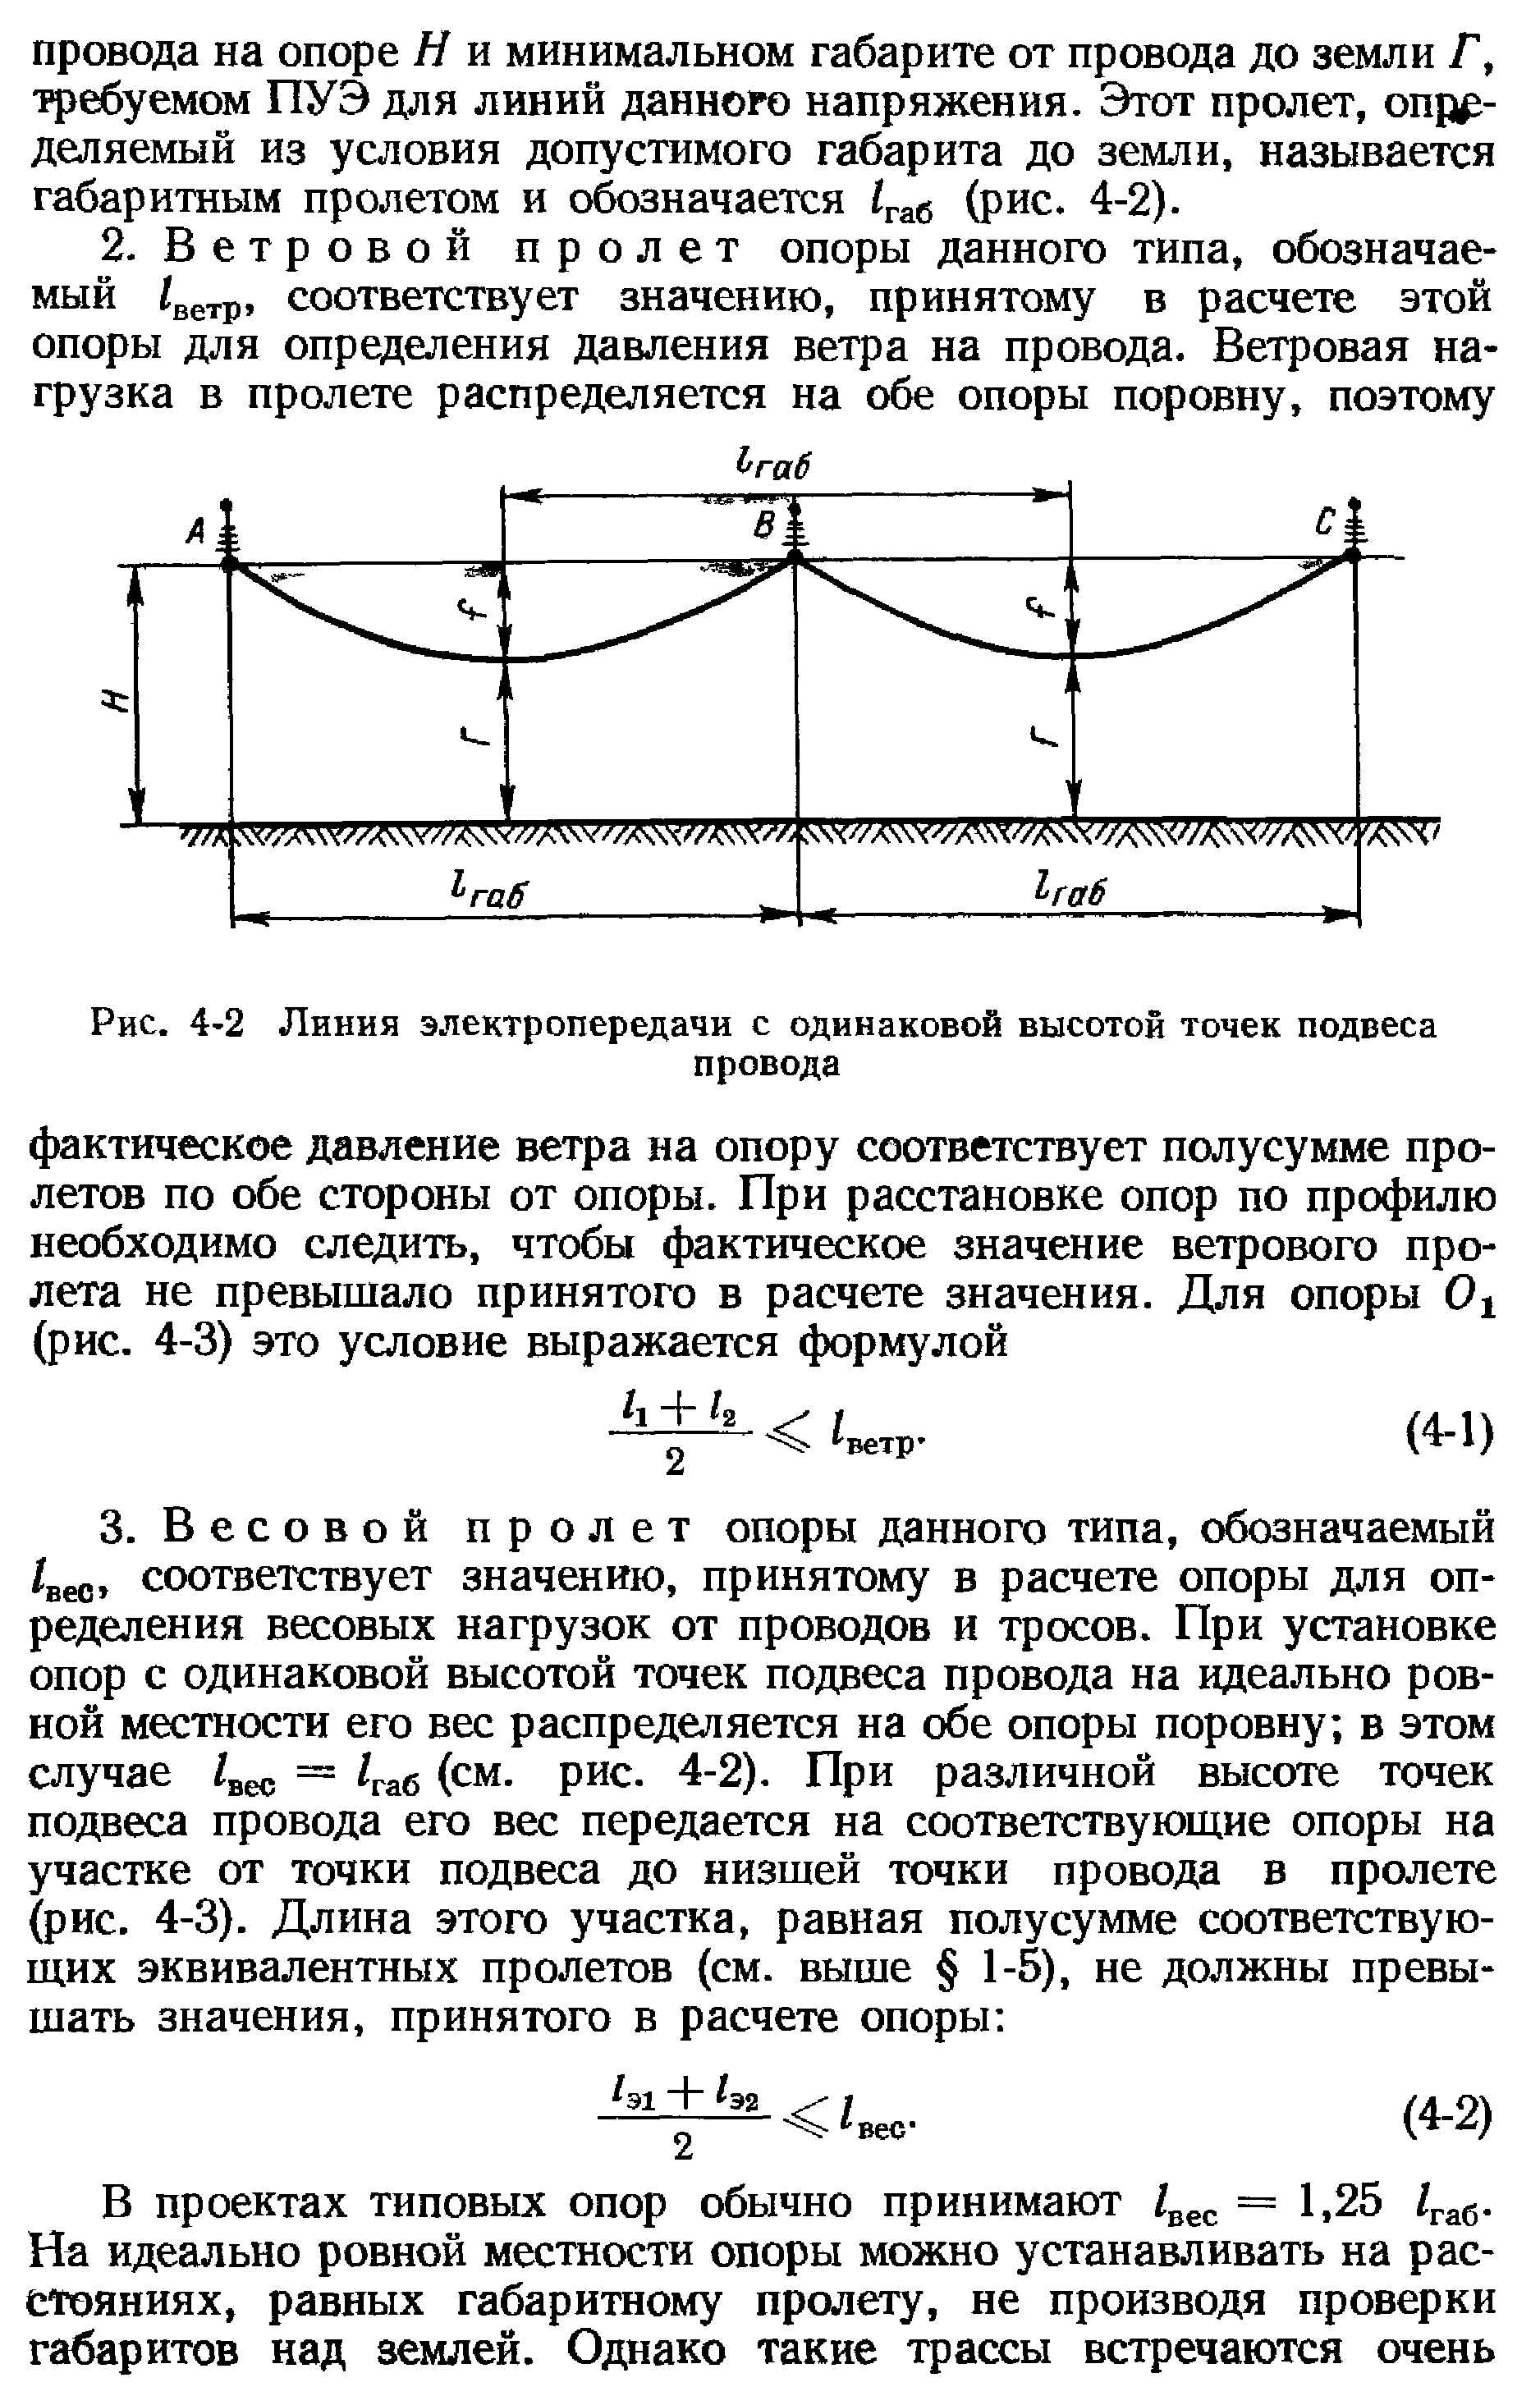 провода на опоре Н и минимальном габарите от провода до земли Г,
требуемом ПУЭ для линий данного напряжения. Этот пролет, опре-
деляемый из условия допустимого габарита до земли, называется
габаритным пролетом и обозначается lгаб (рис. 4-2).
2. Ветровой пролет опоры данного типа, обозначае-
мый lветр, соответствует значению, принятому в расчете этой
опоры для определения давления ветра на провода. Ветровая на-
грузка в пролете распределяется на обе опоры поровну, поэтому
lгаб
A B C
f f
H
Г Г
lгаб lгаб
Рис. 4-2 Линия электропередачи с одинаковой высотой точек подвеса
провода
фактическое давление ветра на опору соответствует полусумме про-
летов по обе стороны от опоры. При расстановке опор по профилю
необходимо следить, чтобы фактическое значение ветрового про-
лета не превышало принятого в расчете значения. Для опоры O₁
(рис. 4-3) это условие выражается формулой
(l₁ + l₂)/2 ⩽ lветр. (4-1)
3. Весовой пролет опоры данного типа, обозначаемый
lвес, соответствует значению, принятому в расчете опоры для оп-
ределения весовых нагрузок от проводов и тросов. При установке
опор с одинаковой высотой точек подвеса провода на идеально ров-
ной местности его вес распределяется на обе опоры поровну; в этом
случае lвес = lгаб (см. рис. 4-2). При различной высоте точек
подвеса провода его вес передается на соответствующие опоры на
участке от точки подвеса до низшей точки провода в пролете
(рис. 4-3). Длина этого участка, равная полусумме соответствую-
щих эквивалентных пролетов (см. выше § 1-5), не должны превы-
шать значения, принятого в расчете опоры:
(lэ1 + lэ2)/2 ⩽ lвес. (4-2)
В проектах типовых опор обычно принимают lвес = 1,25 lгаб.
На идеально ровной местности опоры можно устанавливать на рас-
стояниях, равных габаритному пролету, не производя проверки
габаритов над землей. Однако такие трассы встречаются очень